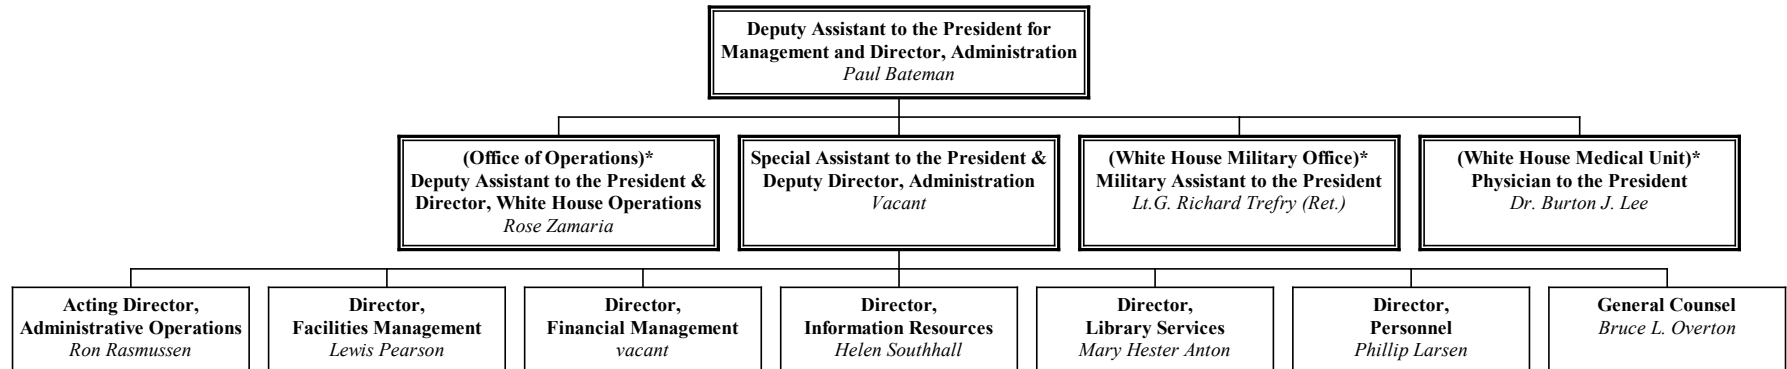 Deputy Assistant to the President for
Management and Director, Administration
Paul Bateman
(Office of Operations)*
Deputy Assistant to the President &
Director, White House Operations
Rose Zamaria
Special Assistant to the President &
Deputy Director, Administration
Vacant
(White House Military Office)*
Military Assistant to the President
Lt.G. Richard Trefry (Ret.)
(White House Medical Unit)*
Physician to the President
Dr. Burton J. Lee
Acting Director,
Administrative Operations
Ron Rasmussen
Director,
Facilities Management
Lewis Pearson
Director,
Financial Management
vacant
Director,
Information Resources
Helen Southhall
Director,
Library Services
Mary Hester Anton
Director,
Personnel
Phillip Larsen
General Counsel
Bruce L. Overton